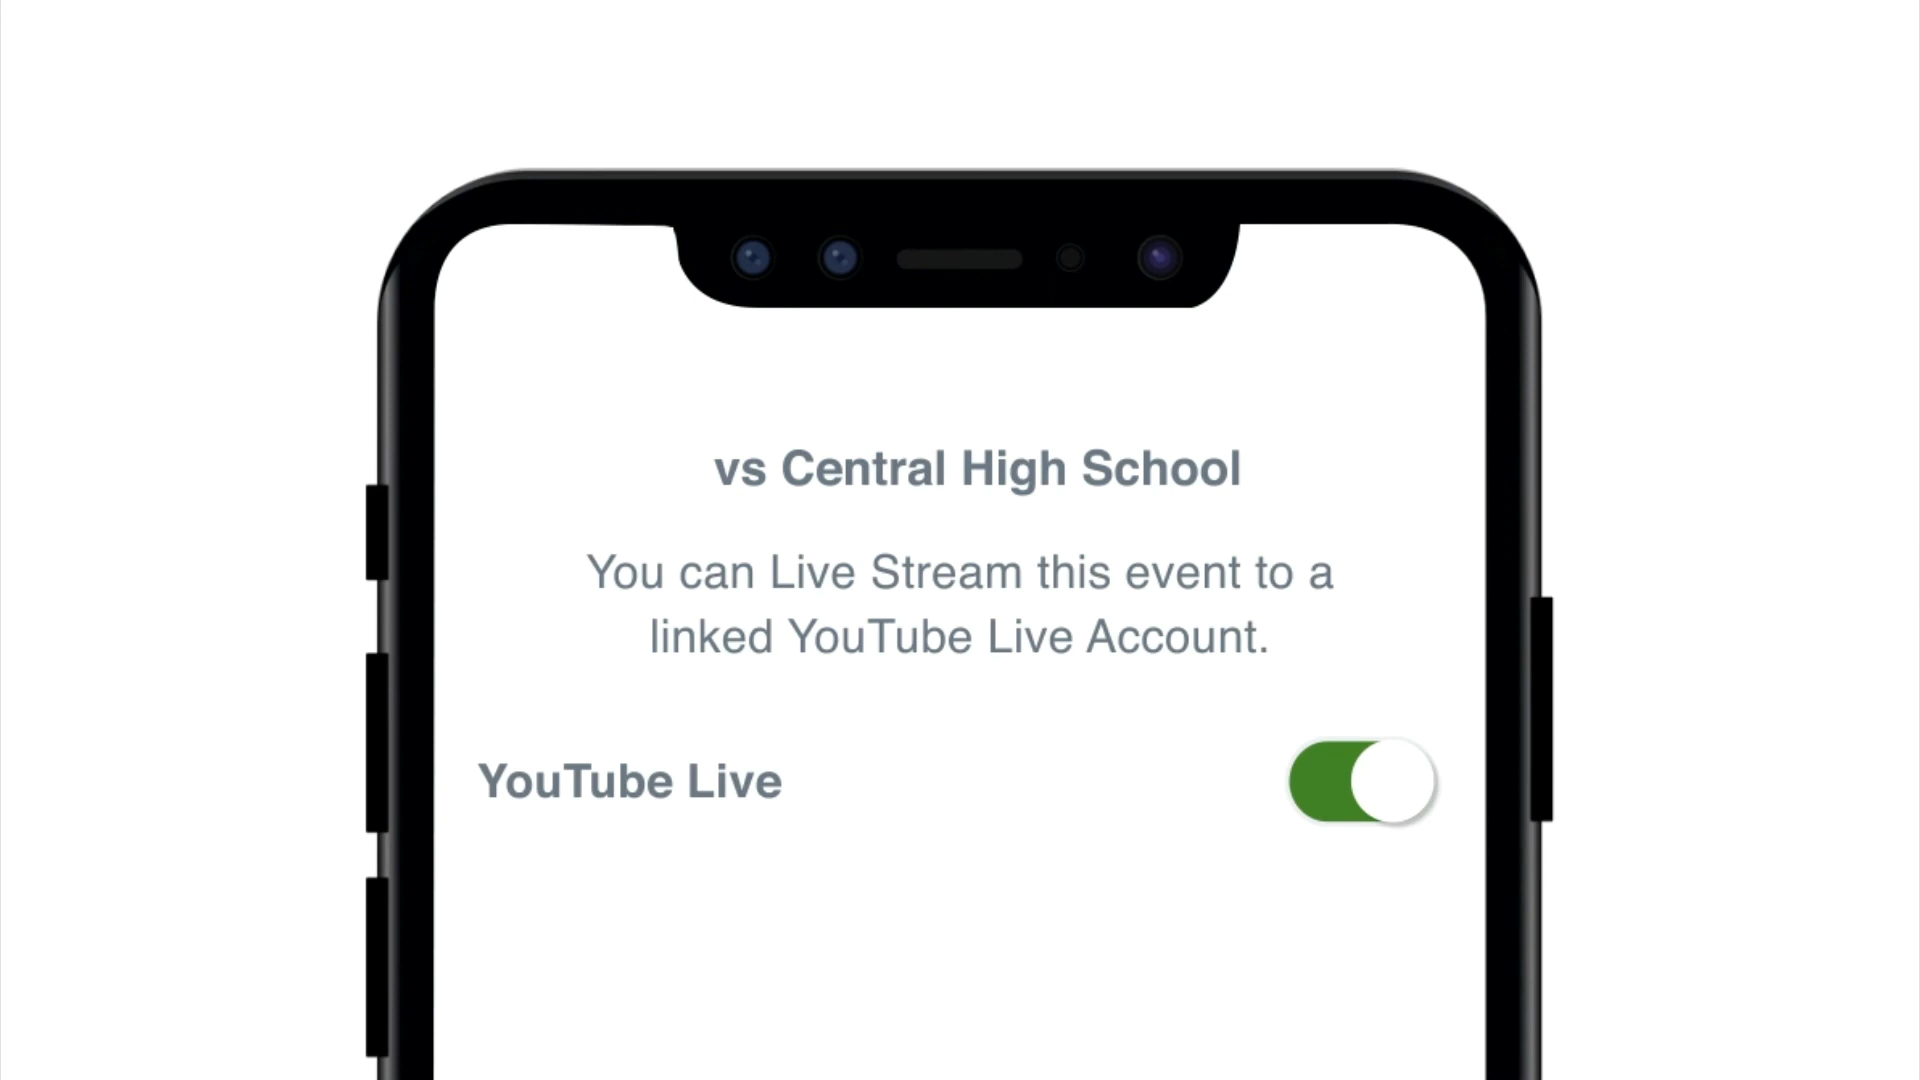 vs Central High School
You can Live Stream this event to a
linked YouTube Live Account.
YouTube Live